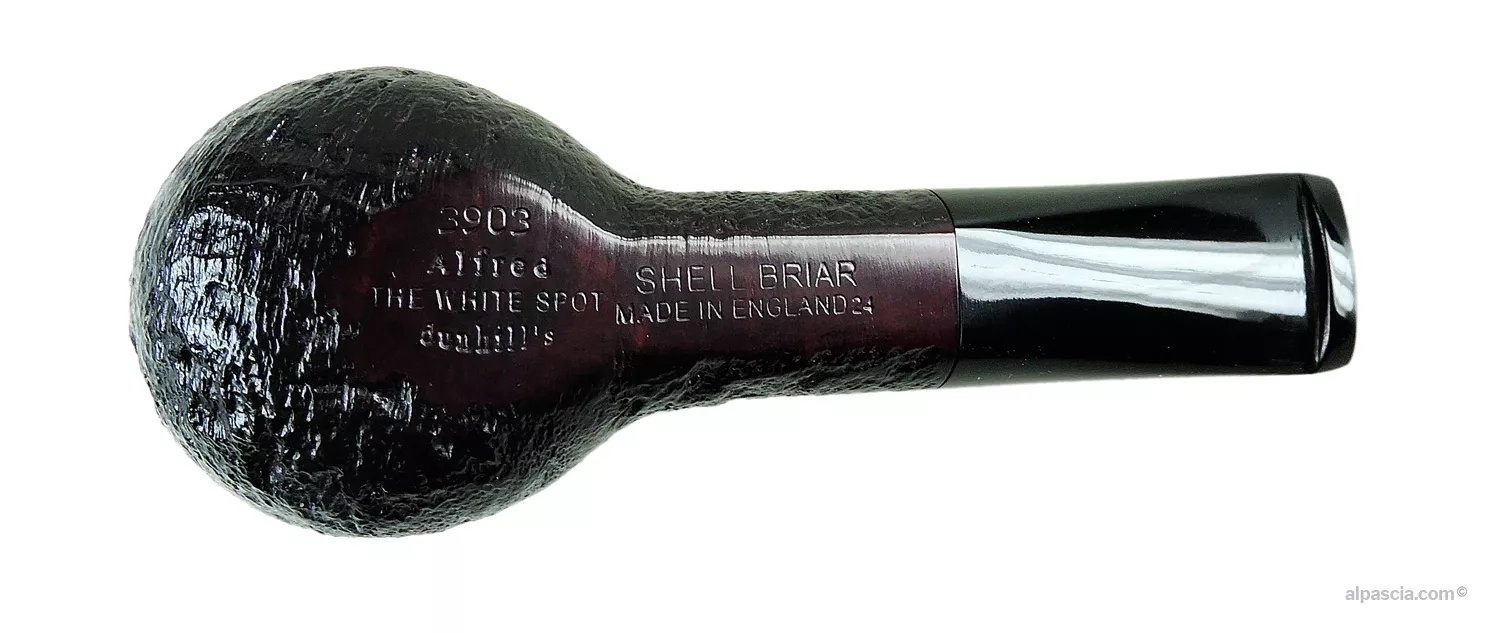 3903
Alfred
THE WHITE SPOT
dunhill's
SHELL BRIAR
MADE IN ENGLAND24
alpascia.com©